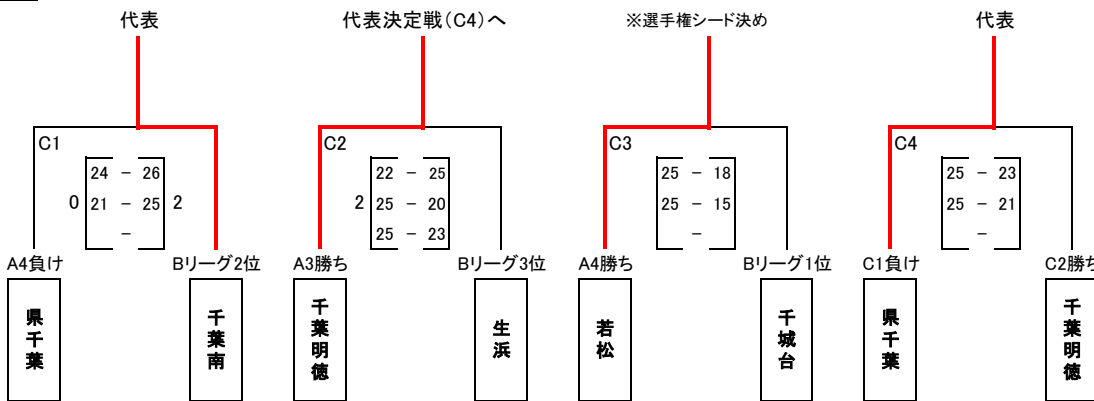 代表
代表決定戦(C4)へ
※選手権シード決め
代表
C1
24 − 26
0 21 − 25 2
−
A4負け
Bリーグ2位
県千葉
千葉南
C2
22 − 25
2 25 − 20
25 − 23
A3勝ち
Bリーグ3位
千葉明徳
生浜
C3
25 − 18
25 − 15
−
A4勝ち
Bリーグ1位
若松
千城台
C4
25 − 23
25 − 21
−
C1負け
C2勝ち
県千葉
千葉明徳